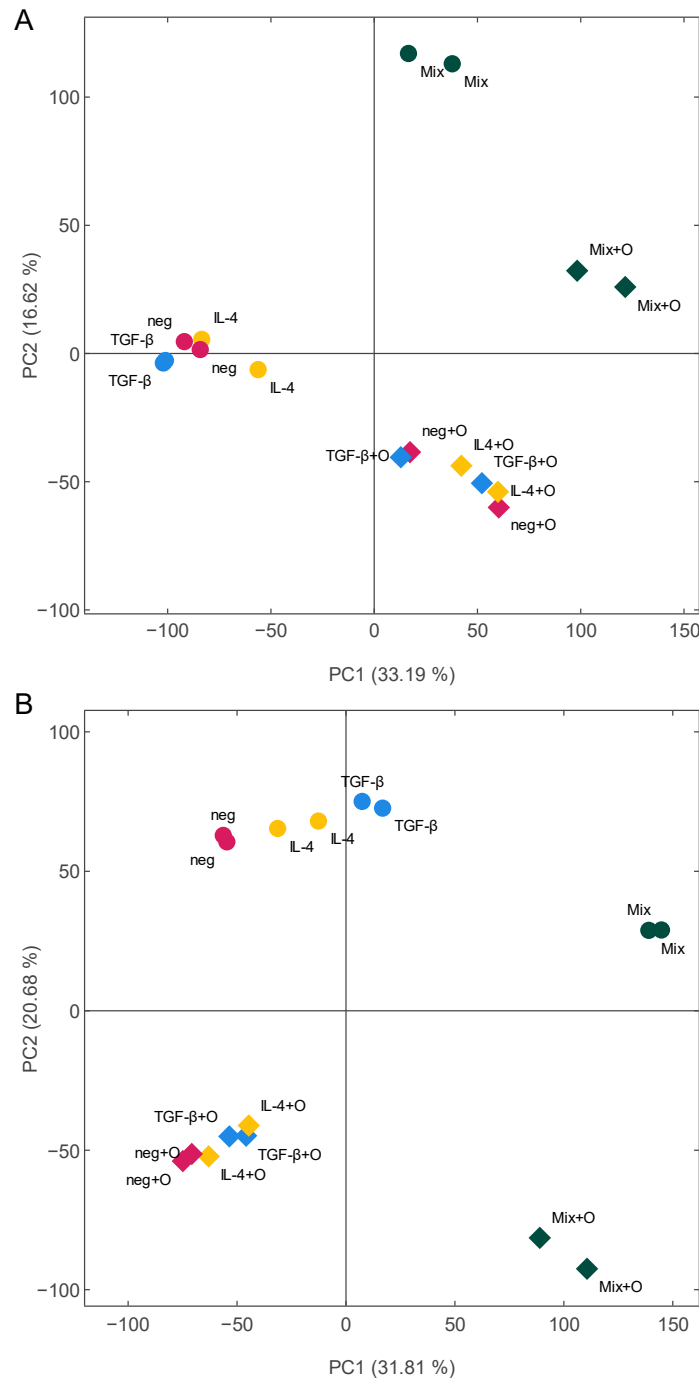 A
Mix
Mix
100
Mix+O
Mix+O
50
PC2 (16.62 %)
neg
IL-4
TGF-β
0
TGF-β
neg
IL-4
neg+O
IL4+O
TGF-β+O
TGF-β+O
IL-4+O
−50
neg+O
−100
−100
−50
0
50
100
150
PC1 (33.19 %)
B
100
TGF-β
TGF-β
neg
IL-4
IL-4
neg
50
Mix
Mix
PC2 (20.68 %)
0
IL-4+O
TGF-β+O
neg+O
TGF-β+O
−50
IL-4+O
neg+O
Mix+O
Mix+O
−100
−100
−50
0
50
100
150
PC1 (31.81 %)